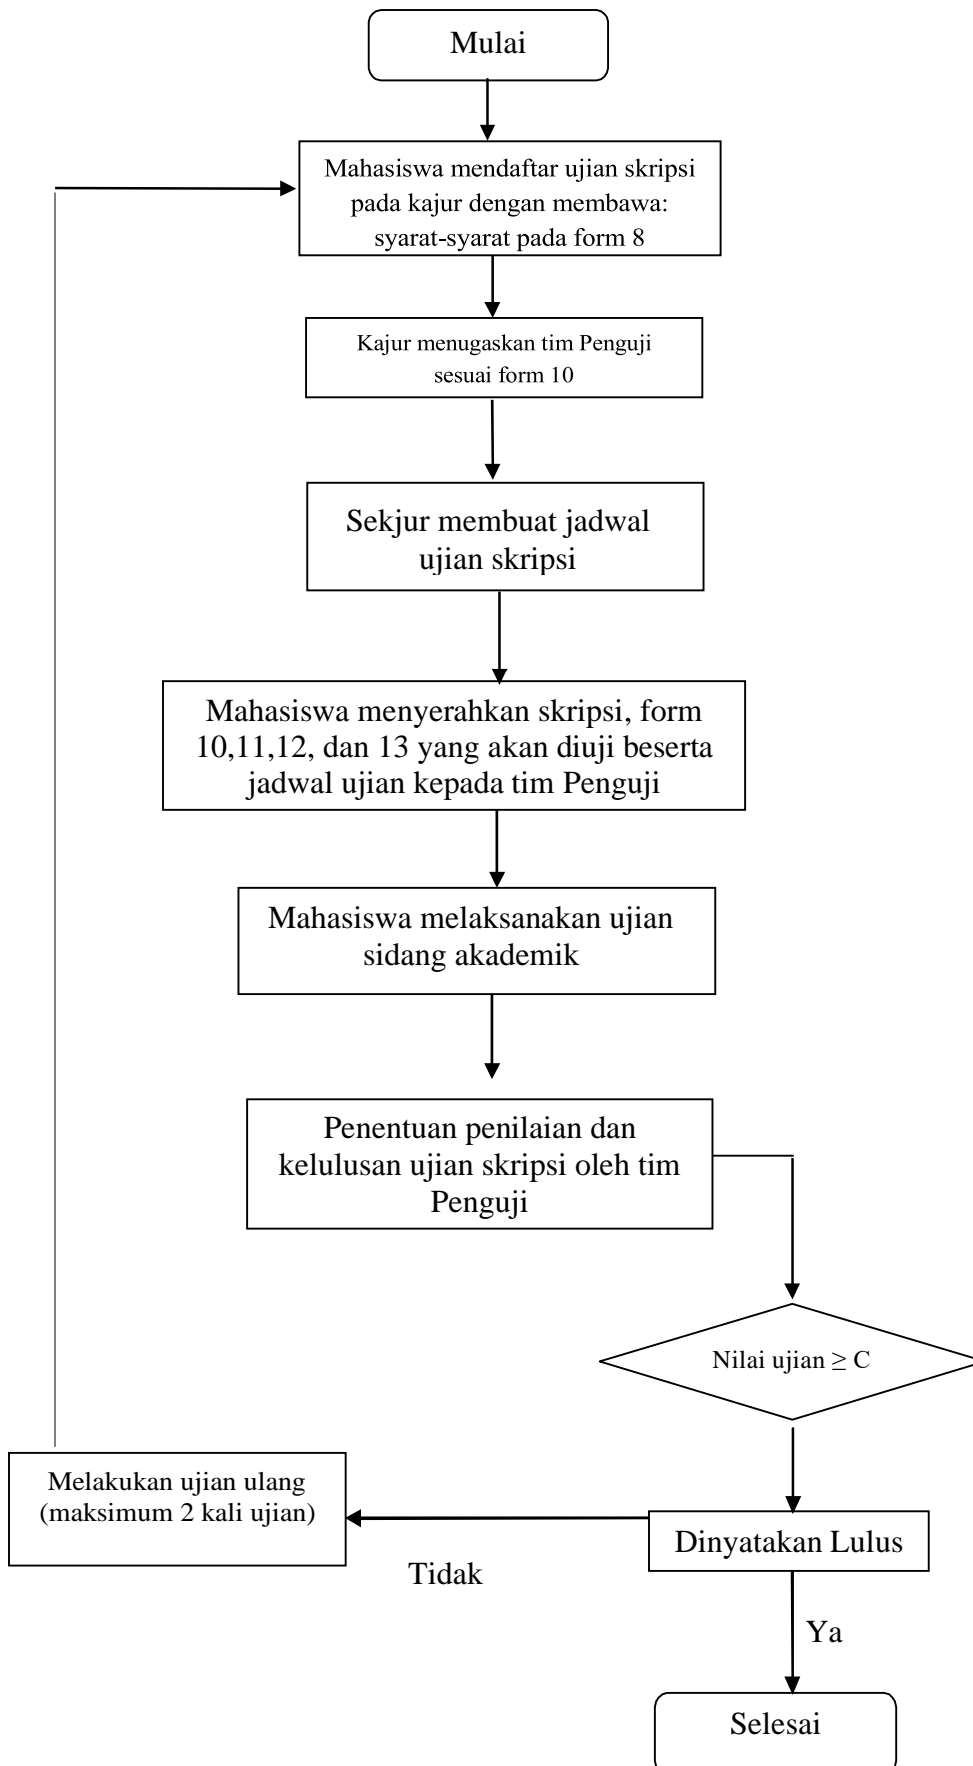 Mulai
Mahasiswa mendaftar ujian skripsi
pada kajur dengan membawa:
syarat-syarat pada form 8
Kajur menugaskan tim Penguji
sesuai form 10
Sekjur membuat jadwal
ujian skripsi
Mahasiswa menyerahkan skripsi, form
10,11,12, dan 13 yang akan diuji beserta
jadwal ujian kepada tim Penguji
Mahasiswa melaksanakan ujian
sidang akademik
Penentuan penilaian dan
kelulusan ujian skripsi oleh tim
Penguji
Nilai ujian ≥ C
Melakukan ujian ulang
(maksimum 2 kali ujian)
Dinyatakan Lulus
Tidak
Ya
Selesai